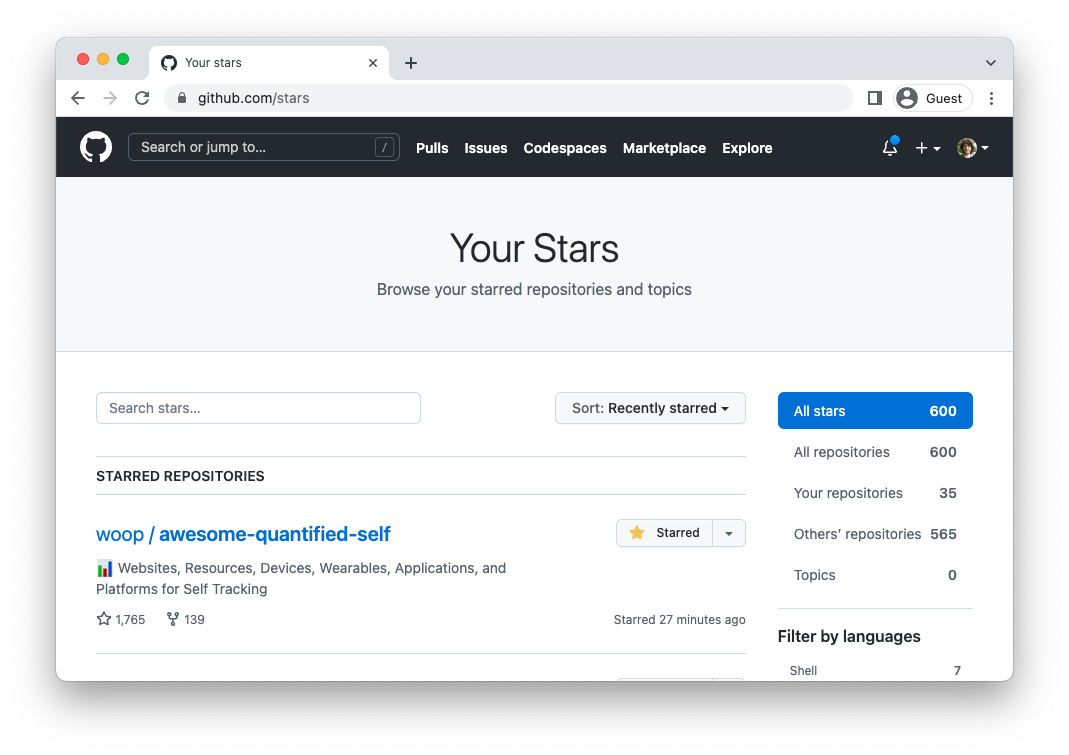 Your stars
github.com/stars
Guest
Search or jump to...
/
Pulls Issues Codespaces Marketplace Explore
Your Stars
Browse your starred repositories and topics
Search stars...
Sort: Recently starred
STARRED REPOSITORIES
woop / awesome-quantified-self
Starred
Websites, Resources, Devices, Wearables, Applications, and
Platforms for Self Tracking
1,765 139
Starred 27 minutes ago
All stars 600
All repositories 600
Your repositories 35
Others’ repositories 565
Topics 0
Filter by languages
Shell 7